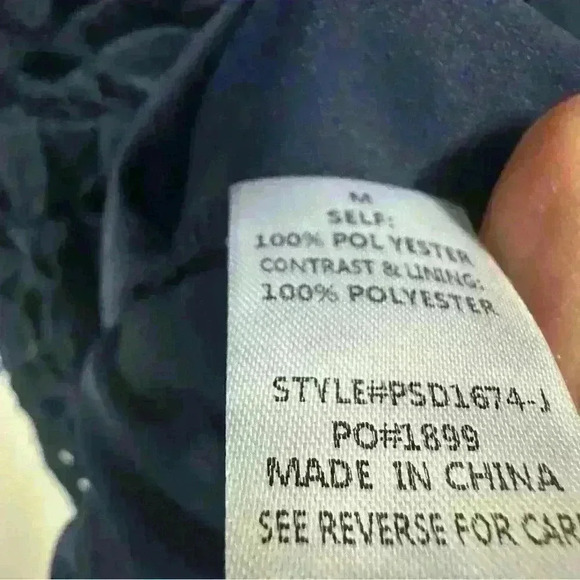 M
SELF:
100% POLYESTER
CONTRAST & LINING:
100% POLYESTER
STYLE#PSD1674-J
PO#1899
MADE IN CHINA
SEE REVERSE FOR CAR